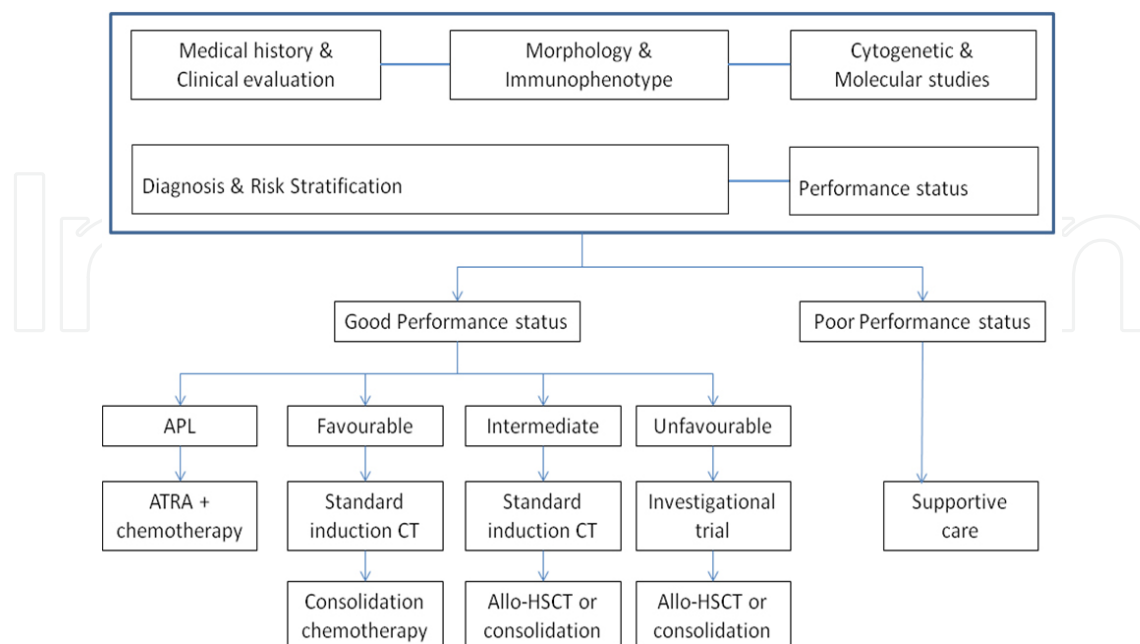 Medical history &
Clinical evaluation
Morphology &
Immunophenotype
Cytogenetic &
Molecular studies
Diagnosis & Risk Stratification
Performance status
Good Performance status
Poor Performance status
APL
Favourable
Intermediate
Unfavourable
ATRA +
chemotherapy
Standard
induction CT
Standard
induction CT
Investigational
trial
Supportive
care
Consolidation
chemotherapy
Allo-HSCT or
consolidation
Allo-HSCT or
consolidation